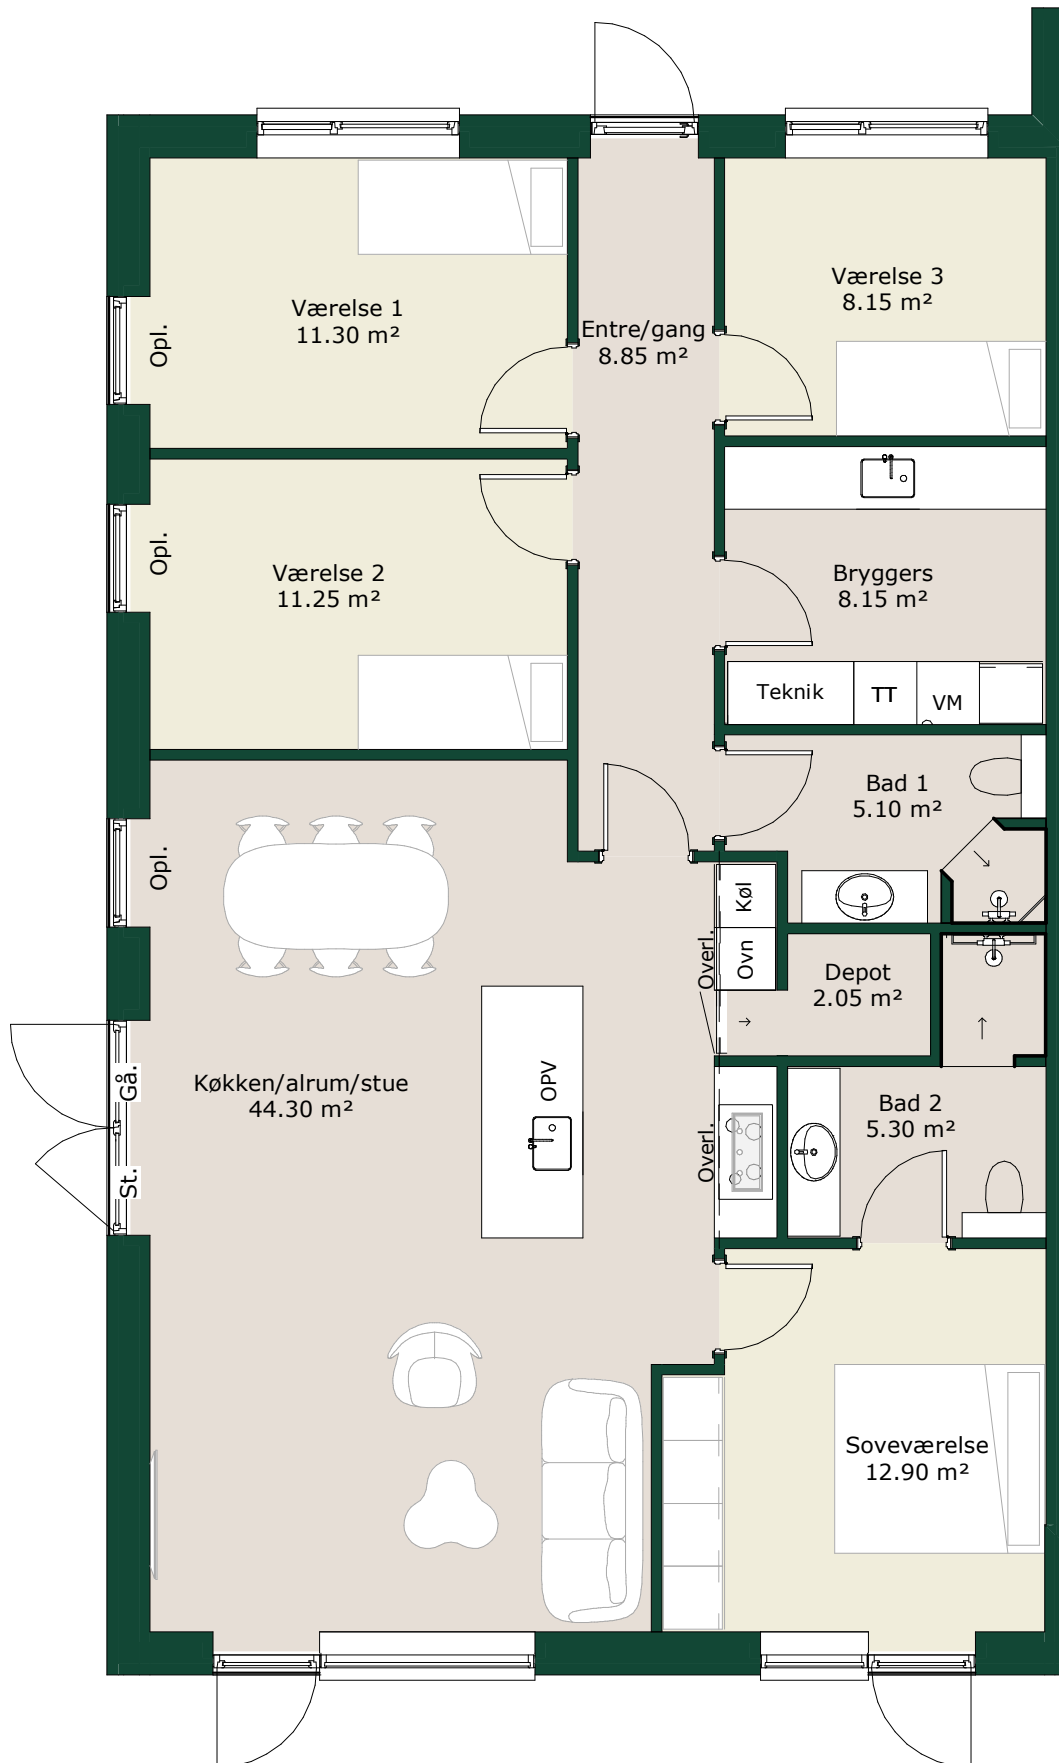 Værelse 1
11.30 m²
Opl.
Entre/gang
8.85 m²
Værelse 3
8.15 m²
Værelse 2
11.25 m²
Opl.
Bryggers
8.15 m²
Teknik
TT
VM
Bad 1
5.10 m²
Opl.
Køl
Ovn
Overl.
Depot
2.05 m²
Køkken/alrum/stue
44.30 m²
Gå.
St.
OPV
Overl.
Bad 2
5.30 m²
Soveværelse
12.90 m²